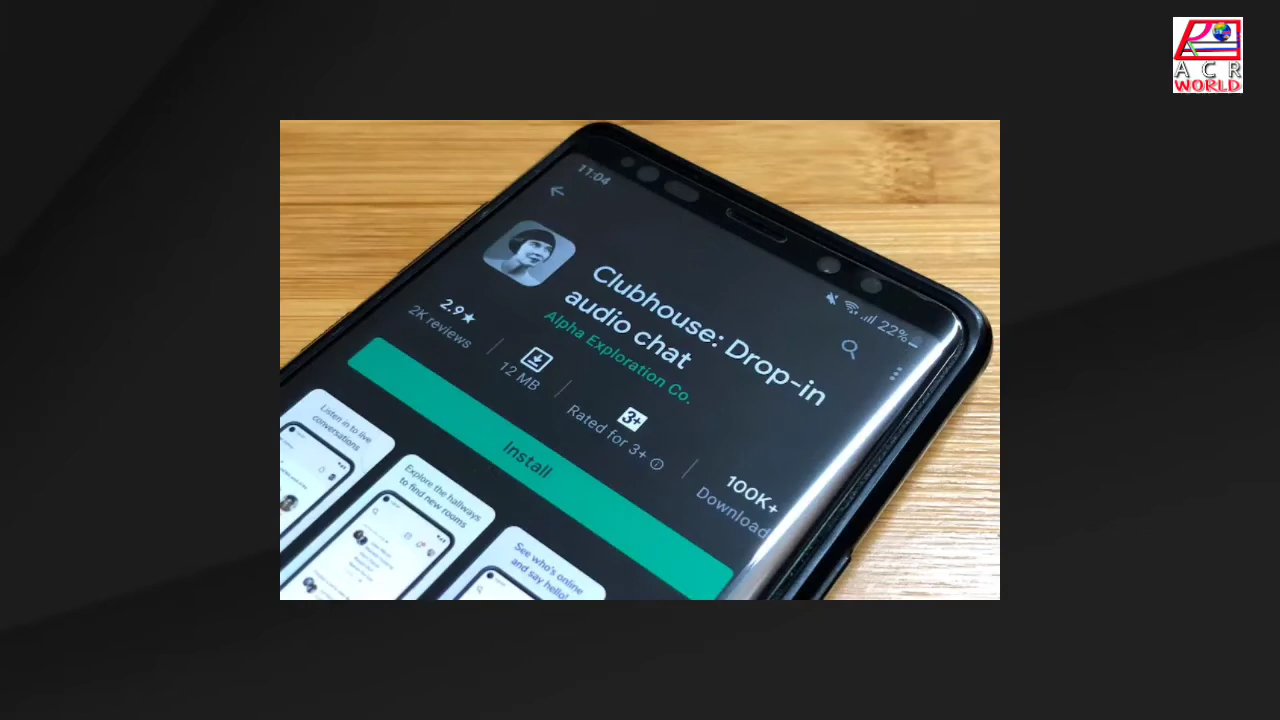 ACR
WORLD
11:04
22%
Clubhouse: Drop-in
audio chat
Alpha Exploration Co.
2.9★
2K reviews
12 MB
3+
Rated for 3+
100K+
Download
Install
Listen in to live
conversations
Explore the hallways
to find new rooms
See who's online
and say hello!